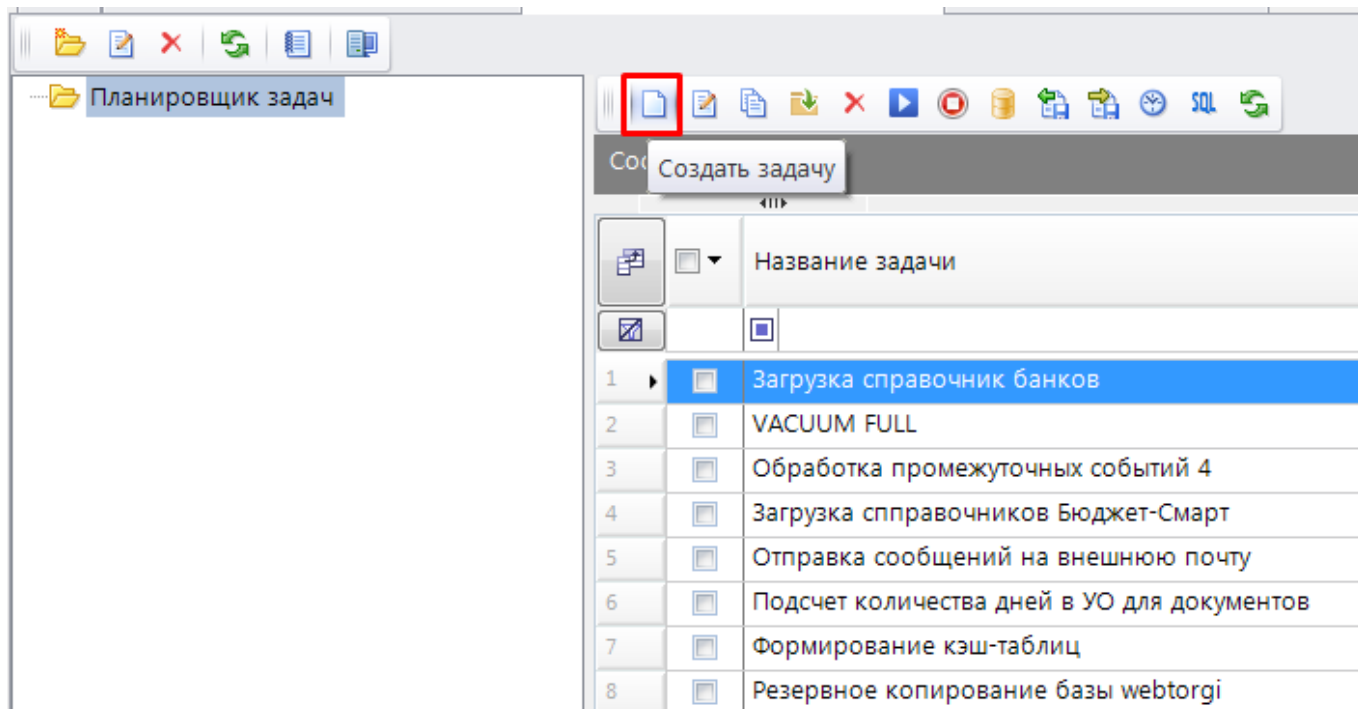 Планировщик задач
SQL
Создать задачу
Название задачи
1 Загрузка справочник банков
2 VACUUM FULL
3 Обработка промежуточных событий 4
4 Загрузка спправочников Бюджет-Смарт
5 Отправка сообщений на внешнюю почту
6 Подсчет количества дней в УО для документов
7 Формирование кэш-таблиц
8 Резервное копирование базы webtorgi